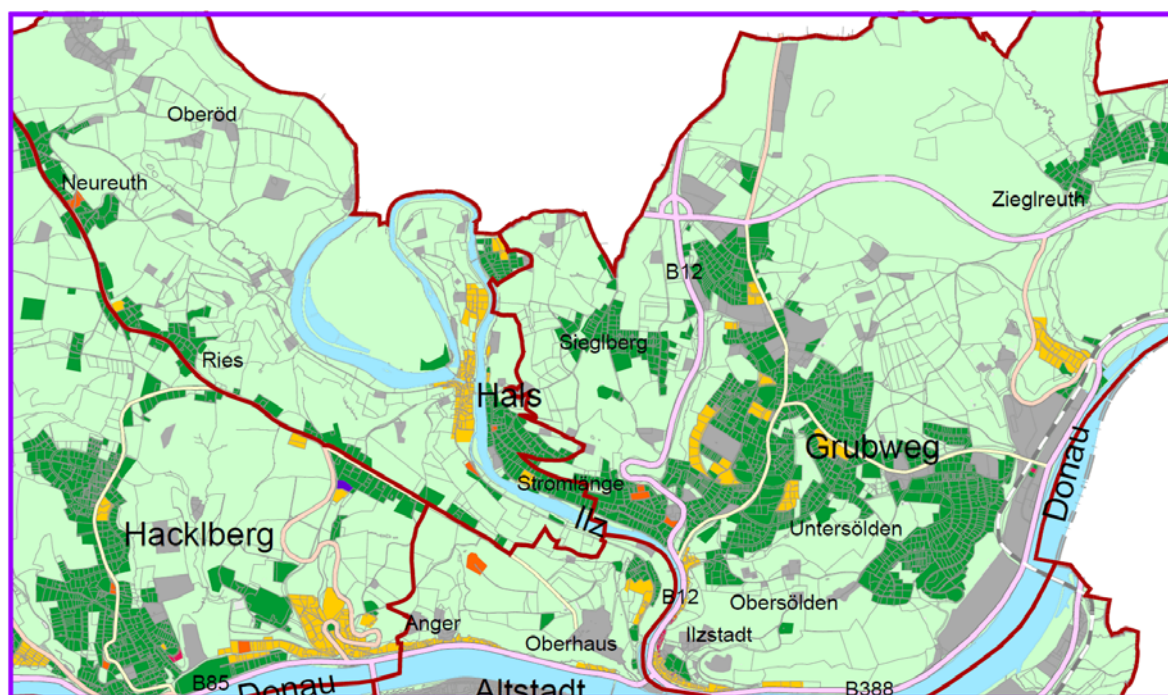 Oberöd
Neureuth
Zieglreuth
B12
Sieglberg
Ries
Hals
Grubweg
Donau
Stromlänge
Ilz
Untersölden
Hacklberg
B12
Obersölden
Anger
Oberhaus
Ilzstadt
B85
Donau
Altstadt
B388